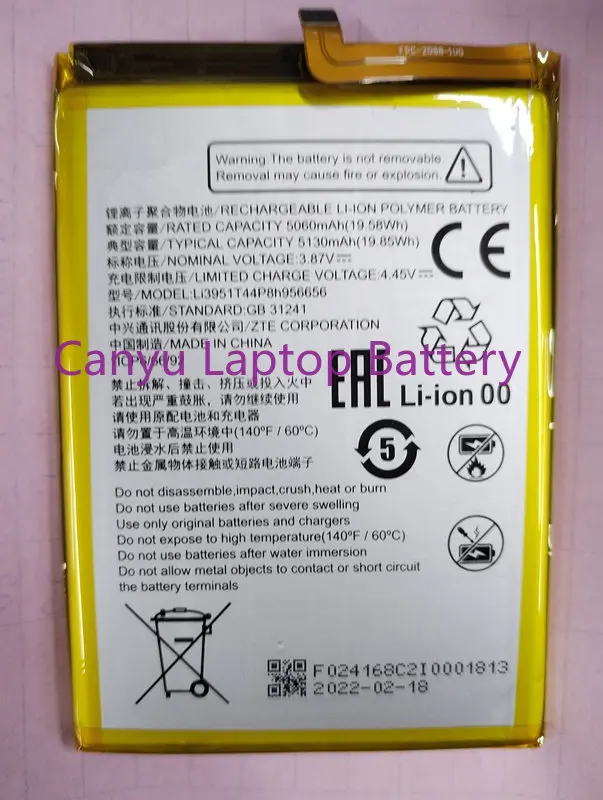 FPC-2088-1U0
Warning:The battery is not removable.
Removal may cause fire or explosion.
锂离子聚合物电池/RECHARGEABLE LI-ION POLYMER BATTERY
额定容量/RATED CAPACITY 5060mAh(19.58Wh)
典型容量/TYPICAL CAPACITY 5130mAh(19.85Wh)
标称电压/NOMINAL VOLTAGE:3.87V
充电限制电压/LIMITED CHARGE VOLTAGE:4.45V
CE
型号/MODEL:Li3951T44P8h956656
执行标准/STANDARD:GB 31241
中兴通讯股份有限公司/ZTE CORPORATION
中国制造/MADE IN CHINA
Canyu Laptop Battery
EAC
Li-ion 00
禁止拆解、撞击、挤压或投入火中
若出现严重鼓胀、请勿继续使用
请使用原配电池和充电器
请勿置于高温环境中(140°F / 60°C)
电池浸水后禁止使用
禁止金属物体接触或短路电池端子
5
Do not disassemble,impact,crush,heat or burn
Do not use batteries after severe swelling
Use only original batteries and chargers
Do not expose to high temperature(140ºF / 60ºC)
Do not use batteries after water immersion
Do not allow metal objects to contact or short circuit
the battery terminals
F024168C2I0001813
2022-02-18